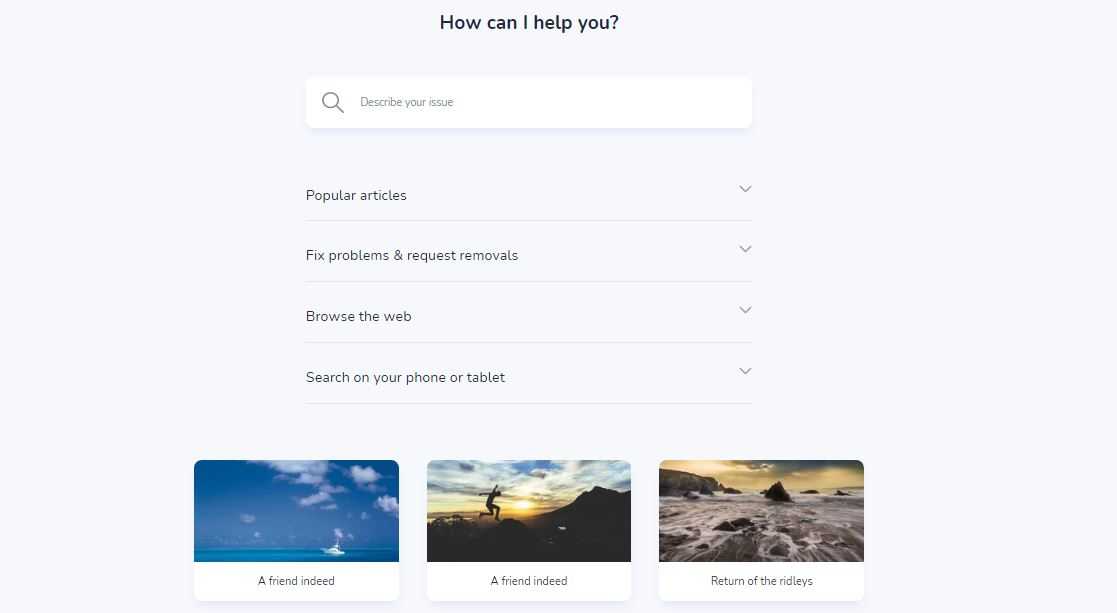 How can I help you?
Describe your issue
Popular articles
Fix problems & request removals
Browse the web
Search on your phone or tablet
A friend indeed
A friend indeed
Return of the ridleys